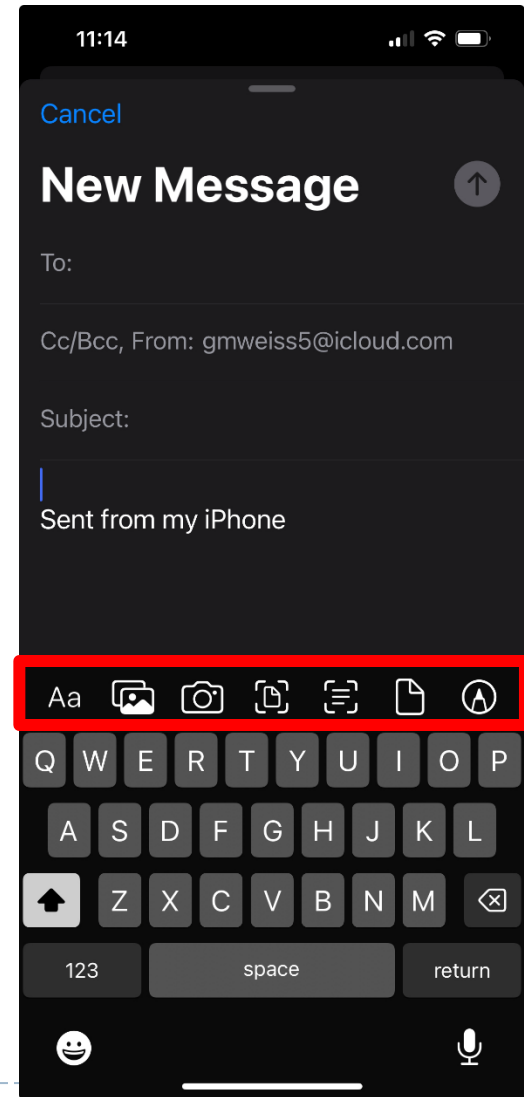 11:14
Cancel
New Message
To:
Cc/Bcc, From: gmweiss5@icloud.com
Subject:
Sent from my iPhone
Aa
Q W E R T Y U I O P
A S D F G H J K L
Z X C V B N M
123 space return